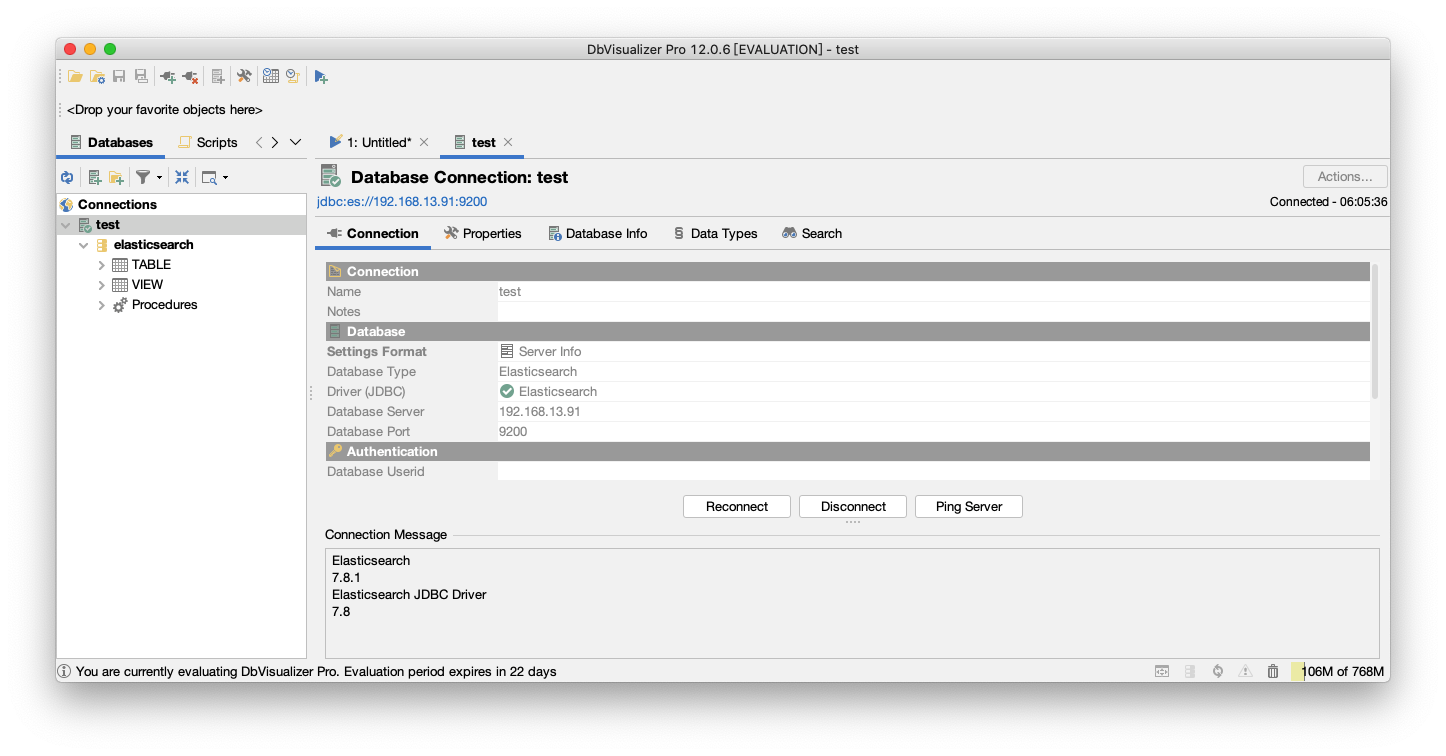 DbVisualizer Pro 12.0.6 [EVALUATION] - test
<Drop your favorite objects here>
Databases Scripts
1: Untitled* test
Database Connection: test
Actions...
jdbc:es://192.168.13.91:9200
Connected - 06:05:36
Connections
test
elasticsearch
TABLE
VIEW
Procedures
Connection Properties Database Info Data Types Search
Connection
Name test
Notes
Database
Settings Format Server Info
Database Type Elasticsearch
Driver (JDBC) Elasticsearch
Database Server 192.168.13.91
Database Port 9200
Authentication
Database Userid
Reconnect Disconnect Ping Server
Connection Message
Elasticsearch
7.8.1
Elasticsearch JDBC Driver
7.8
You are currently evaluating DbVisualizer Pro. Evaluation period expires in 22 days
106M of 768M